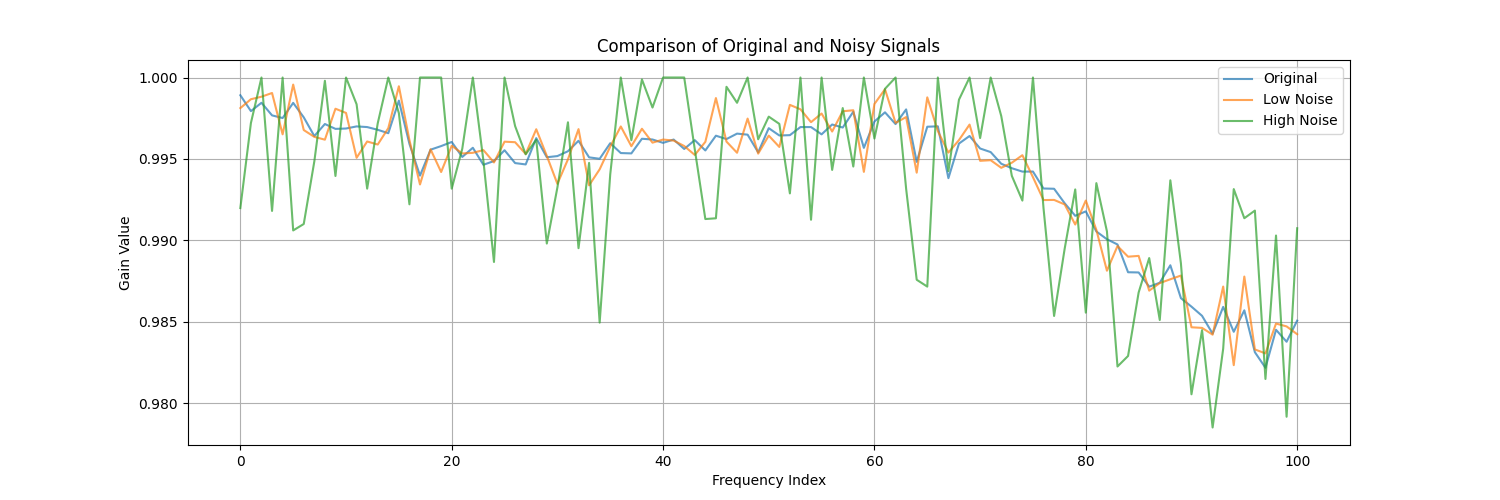 Comparison of Original and Noisy Signals
Original
Low Noise
High Noise
Gain Value
1.000
0.995
0.990
0.985
0.980
0 20 40 60 80 100
Frequency Index